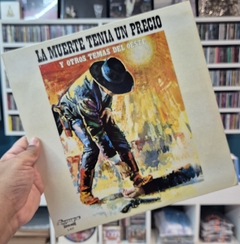 LA MUERTE TENIA UN PRECIO
Y OTROS TEMAS DEL OESTE